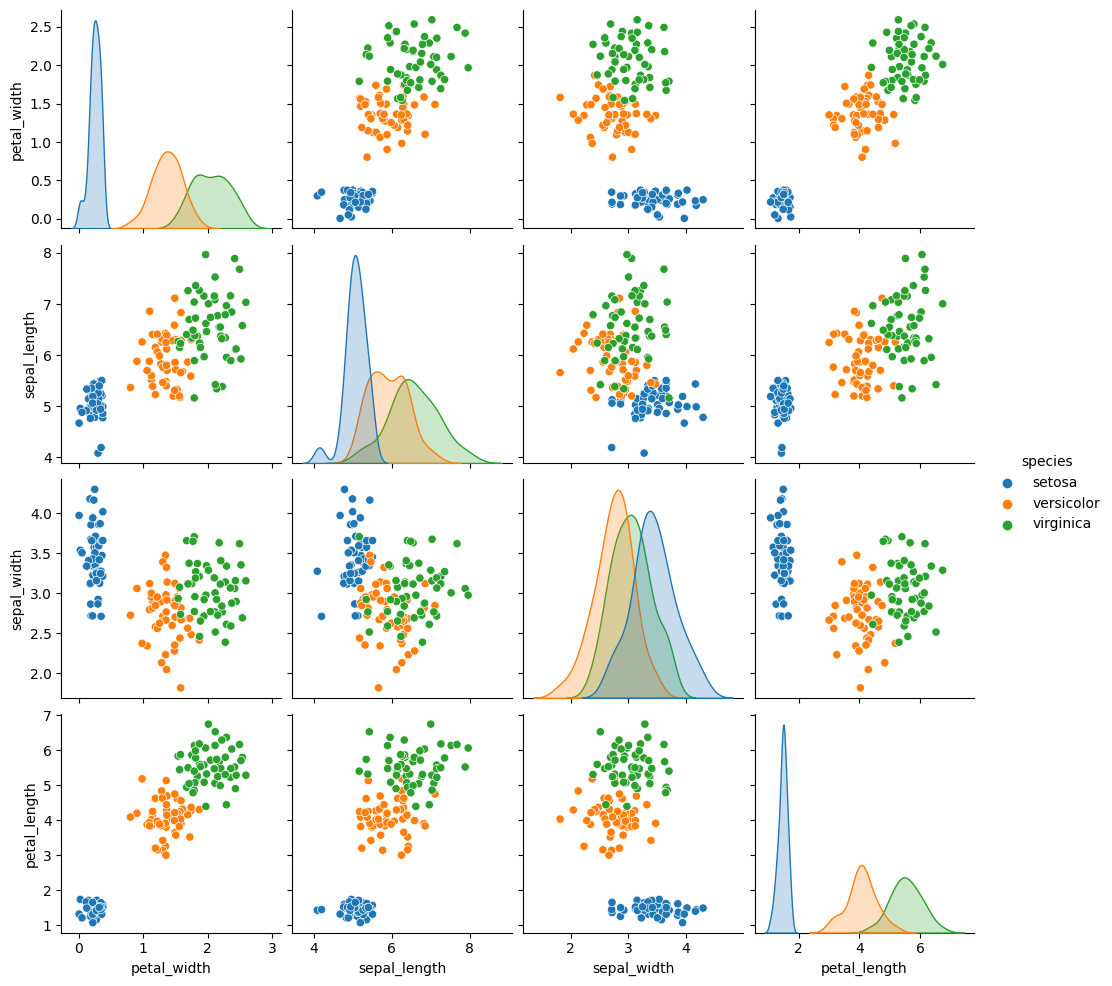 2.5
2.0
1.5
1.0
0.5
0.0
petal_width
8
7
6
5
4
sepal_length
4.0
3.5
3.0
2.5
2.0
sepal_width
7
6
5
4
3
2
1
petal_length
0 1 2 3
petal_width
4 6 8
sepal_length
2 3 4
sepal_width
2 4 6
petal_length
species
setosa
versicolor
virginica